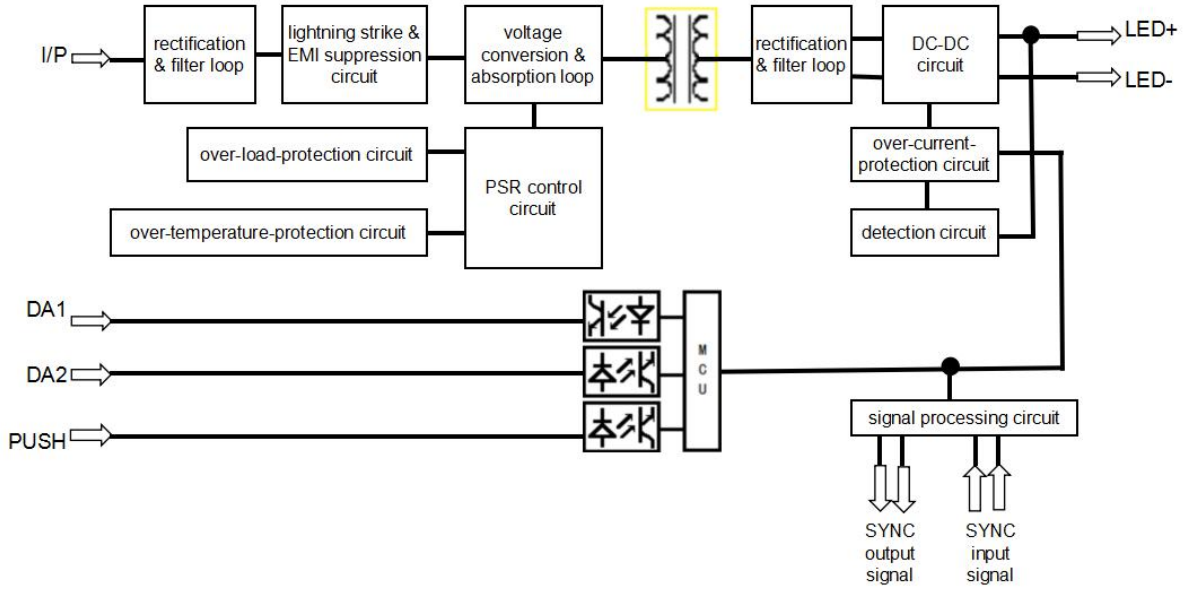 I/P
rectification
& filter loop
lightning strike &
EMI suppression
circuit
voltage
conversion &
absorption loop
rectification
& filter loop
DC-DC
circuit
LED+
LED-
over-load-protection circuit
PSR control
circuit
over-current-
protection circuit
over-temperature-protection circuit
detection circuit
DA1
DA2
PUSH
M
C
U
signal processing circuit
SYNC
output
signal
SYNC
input
signal